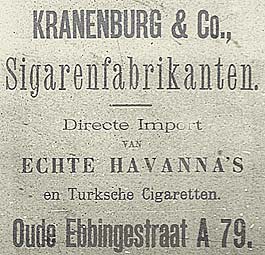 KRANENBURG & Co.,
Sigarenfabrikanten.
Directe Import
VAN
ECHTE HAVANNA'S
en Turksche Cigaretten.
Oude Ebbingestraat A 79.